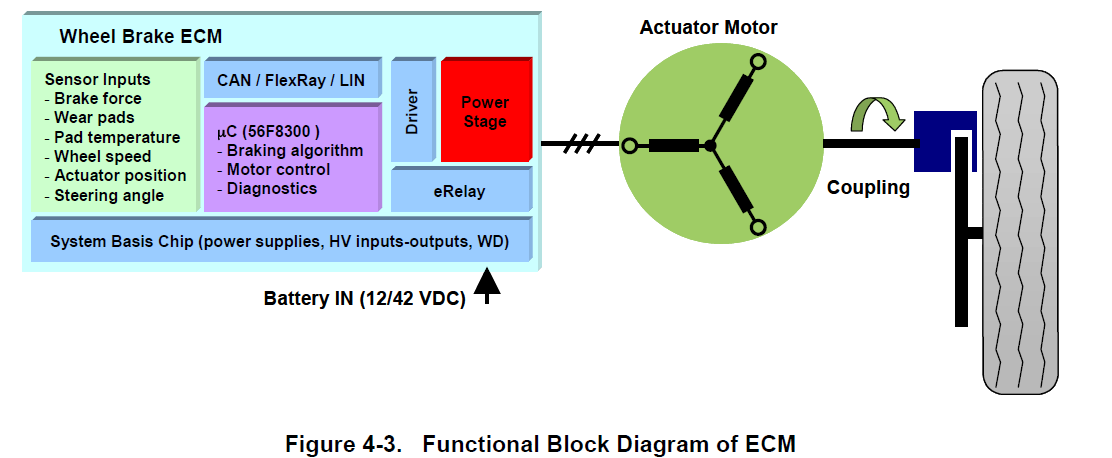 Wheel Brake ECM
Sensor Inputs
- Brake force
- Wear pads
- Pad temperature
- Wheel speed
- Actuator position
- Steering angle
CAN / FlexRay / LIN
µC (56F8300 )
- Braking algorithm
- Motor control
- Diagnostics
Driver
Power
Stage
eRelay
System Basis Chip (power supplies, HV inputs-outputs, WD)
Battery IN (12/42 VDC)
Actuator Motor
Coupling
Figure 4-3. Functional Block Diagram of ECM